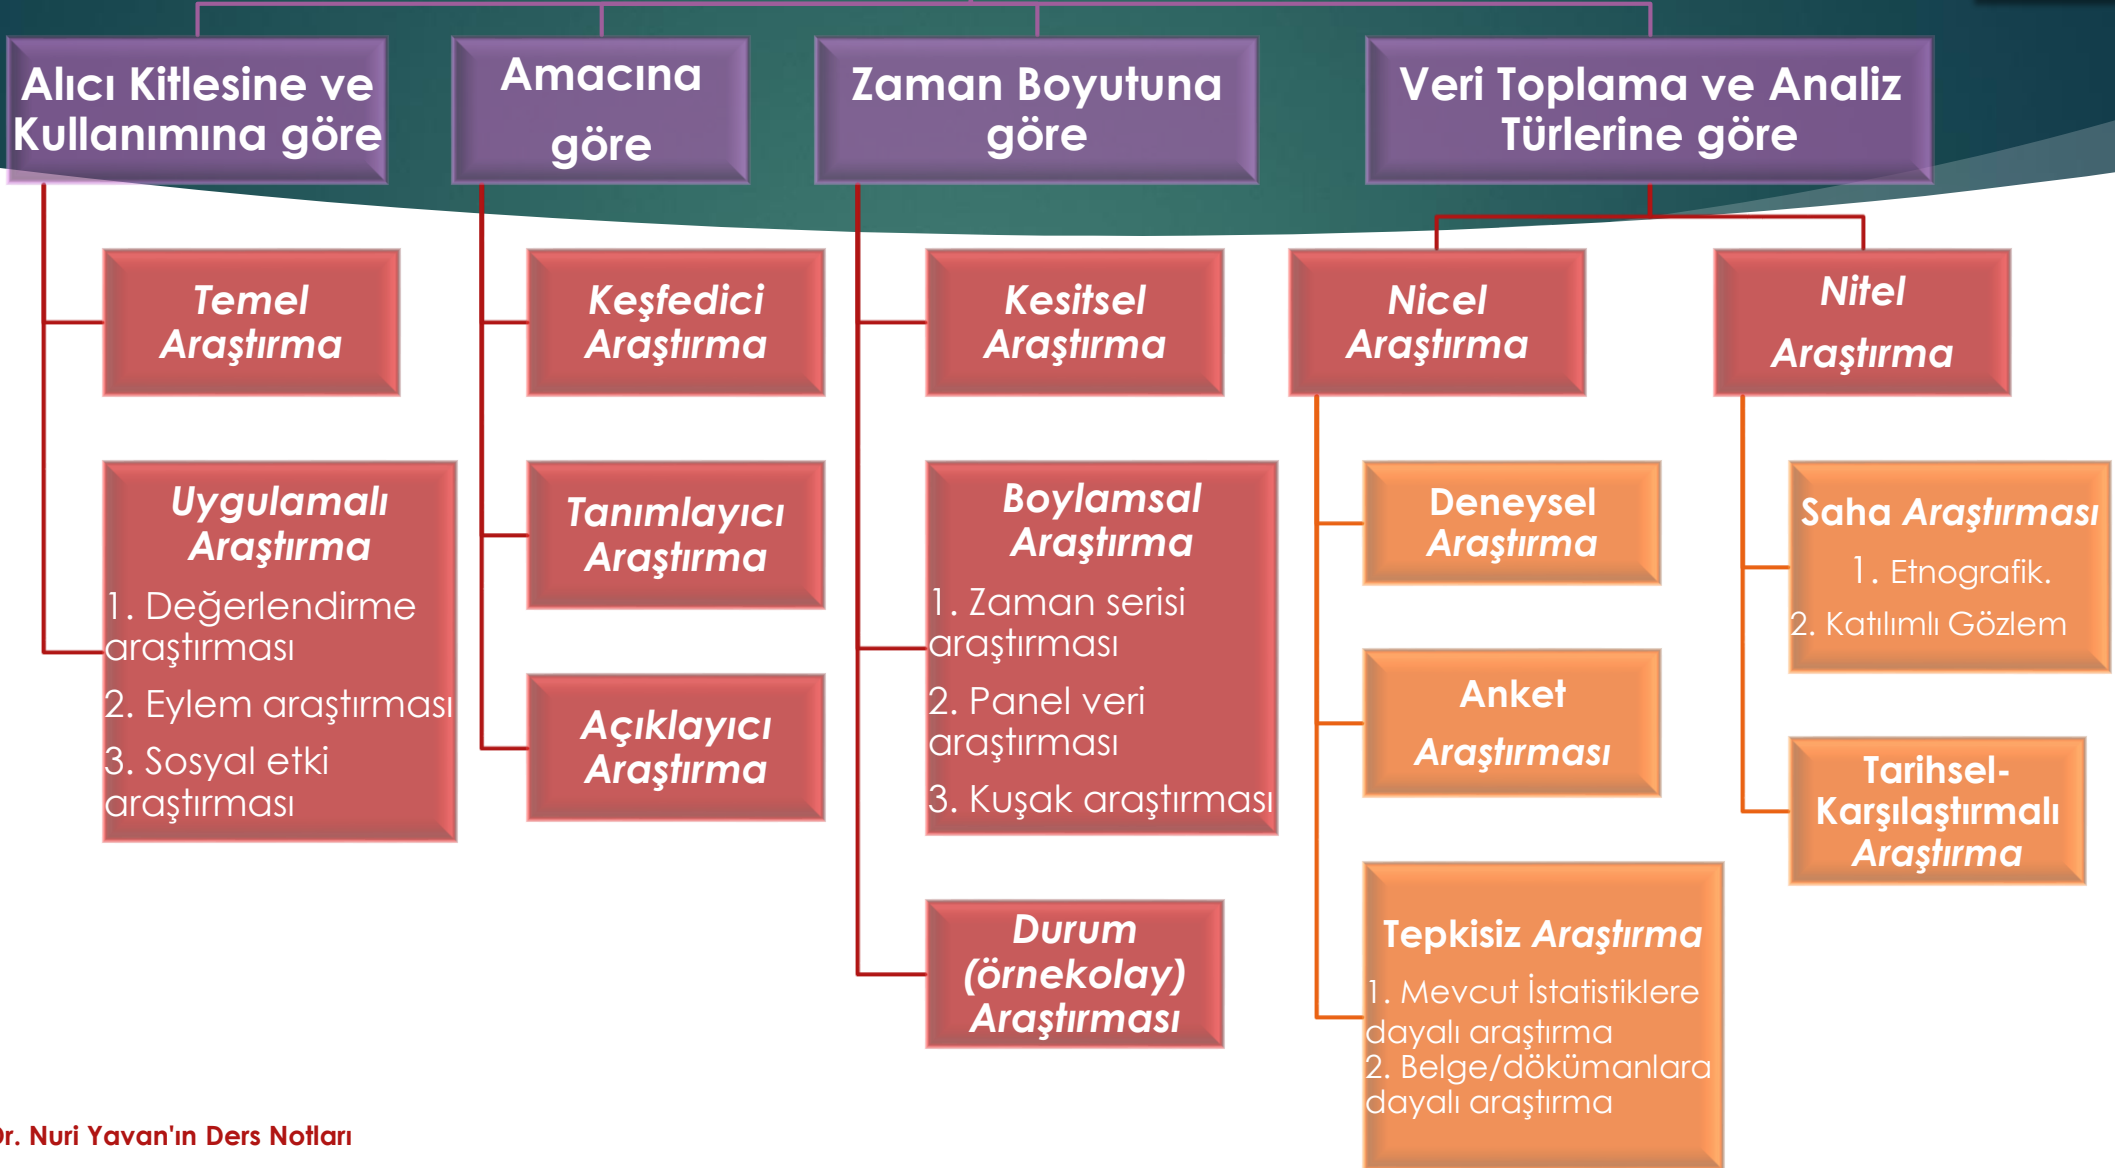 Alıcı Kitlesine ve
Kullanımına göre
Amacına
göre
Zaman Boyutuna
göre
Veri Toplama ve Analiz
Türlerine göre
Temel
Araştırma
Uygulamalı
Araştırma
1. Değerlendirme
araştırması
2. Eylem araştırması
3. Sosyal etki
araştırması
Keşfedici
Araştırma
Tanımlayıcı
Araştırma
Açıklayıcı
Araştırma
Kesitsel
Araştırma
Boylamsal
Araştırma
1. Zaman serisi
araştırması
2. Panel veri
araştırması
3. Kuşak araştırması
Durum
(örnekolay)
Araştırması
Nicel
Araştırma
Deneysel
Araştırma
Anket
Araştırması
Tepkisiz Araştırma
1. Mevcut İstatistiklere
dayalı araştırma
2. Belge/dökümanlara
dayalı araştırma
Nitel
Araştırma
Saha Araştırması
1. Etnografik.
2. Katılımlı Gözlem
Tarihsel-
Karşılaştırmalı
Araştırma
Dr. Nuri Yavan'ın Ders Notları